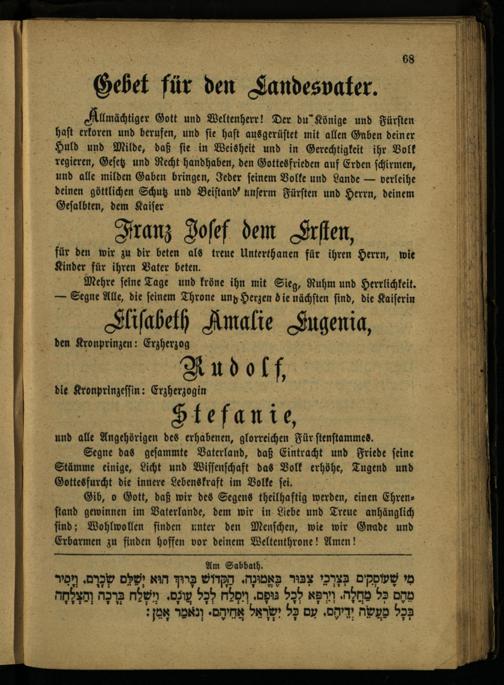 68
Gebet für den Landesvater.
Allmächtiger Gott und Weltenherr! Der du Könige und Fürsten
hast erkoren und berufen, und sie hast ausgerüstet mit allen Gaben deiner
Huld und Milde, daß sie in Weisheit und in Gerechtigkeit ihr Volk
regieren, Gesetz und Recht handhaben, den Gottesfrieden auf Erden schirmen,
und alle milden Gaben bringen, Jeder seinem Volke und Lande — verleihe
deinen göttlichen Schutz und Beistand unserm Fürsten und Herrn, deinem
Gesalbten, dem Kaiser
Franz Josef dem Ersten,
für den wir zu dir beten als treue Unterthanen für ihren Herrn, wie
Kinder für ihren Vater beten.
Mehre seine Tage und kröne ihn mit Sieg, Ruhm und Herrlichkeit.
— Segne Alle, die seinem Throne und Herzen die nächsten sind, die Kaiserin
Elisabeth Amalie Eugenia,
den Kronprinzen: Erzherzog
Rudolf,
die Kronprinzessin: Erzherzogin
Stefanie,
und alle Angehörigen des erhabenen, glorreichen Fürstenstammes.
Segne das gesammte Vaterland, daß Eintracht und Friede seine
Stämme einige, Licht und Wissenschaft das Volk erhöhe, Tugend und
Gottesfurcht die innere Lebenskraft im Volke sei.
Gib, o Gott, daß wir des Segens theilhaftig werden, einen Ehren-
stand gewinnen im Vaterlande, dem wir in Liebe und Treue anhänglich
sind; Wohlwollen finden unter den Menschen, wie wir Gnade und
Erbarmen zu finden hoffen vor deinem Weltenthrone! Amen!
Am Sabbath.
מִי שֶׁעוֹסְקִים בְּצָרְכֵי צִבּוּר בֶּאֱמוּנָה. הַקָּדוֹשׁ בָּרוּךְ הוּא יְשַׁלֵּם שְׂכָרָם. וְיָסִיר
מֵהֶם כָּל מַחֲלָה. וְיִרְפָּא לְכָל גּוּפָם. וְיִסְלַח לְכָל עֲוֹנָם. וְיִשְׁלַח בְּרָכָה וְהַצְלָחָה
בְּכָל מַעֲשֵׂה יְדֵיהֶם. עִם כָּל יִשְׂרָאֵל אֲחֵיהֶם. וְנֹאמַר אָמֵן: